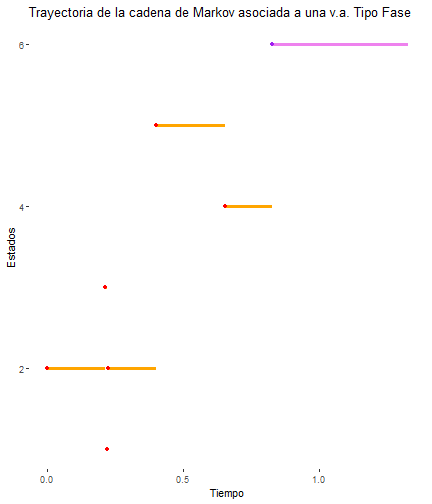 Trayectoria de la cadena de Markov asociada a una v.a. Tipo Fase
6
4
2
Estados
0.0
0.5
1.0
Tiempo